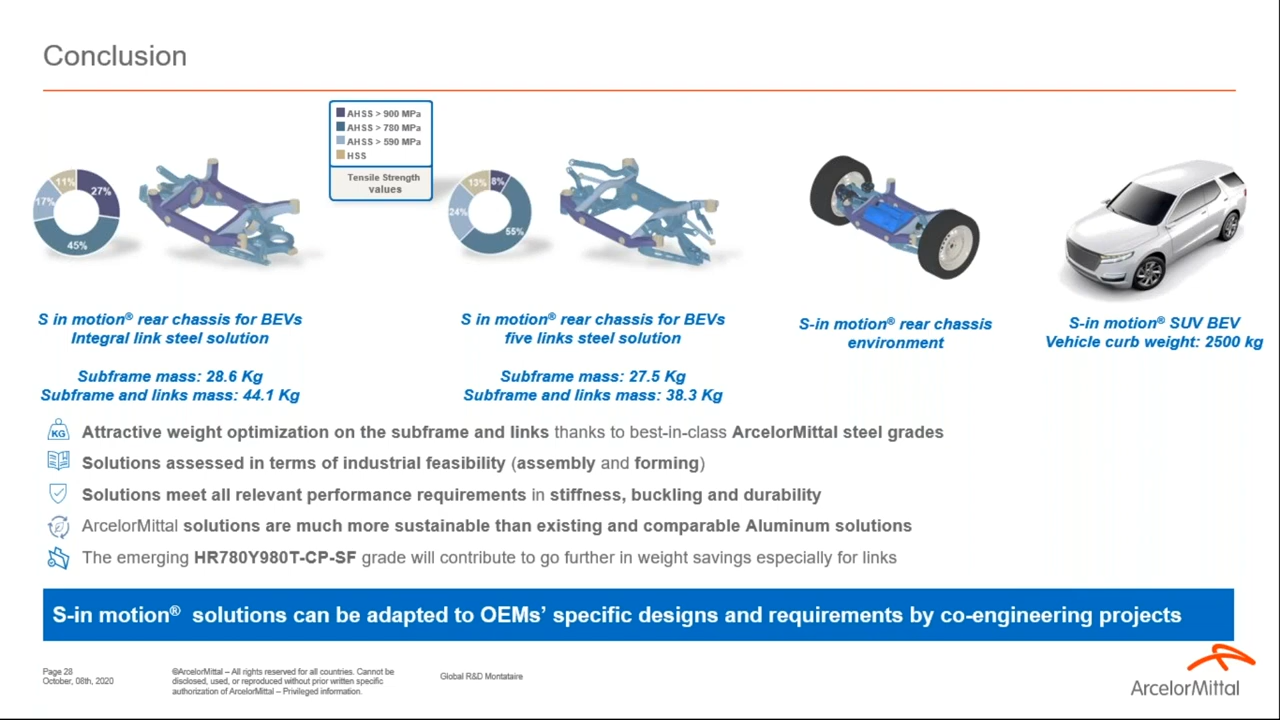 Conclusion
AHSS > 900 MPa
AHSS > 780 MPa
AHSS > 590 MPa
HSS
Tensile Strength
values
11%
27%
17%
45%
13%
8%
24%
55%
S in motion® rear chassis for BEVs
Integral link steel solution
Subframe mass: 28.6 Kg
Subframe and links mass: 44.1 Kg
S in motion® rear chassis for BEVs
five links steel solution
Subframe mass: 27.5 Kg
Subframe and links mass: 38.3 Kg
S-in motion® rear chassis
environment
S-in motion® SUV BEV
Vehicle curb weight: 2500 kg
KG
Attractive weight optimization on the subframe and links thanks to best-in-class ArcelorMittal steel grades
Solutions assessed in terms of industrial feasibility (assembly and forming)
Solutions meet all relevant performance requirements in stiffness, buckling and durability
ArcelorMittal solutions are much more sustainable than existing and comparable Aluminum solutions
The emerging HR780Y980T-CP-SF grade will contribute to go further in weight savings especially for links
S-in motion® solutions can be adapted to OEMs' specific designs and requirements by co-engineering projects
Page 28
October, 08th, 2020
©ArcelorMittal – All rights reserved for all countries. Cannot be
disclosed, used, or reproduced without prior written specific
authorization of ArcelorMittal – Privileged information.
Global R&D Montataire
ArcelorMittal